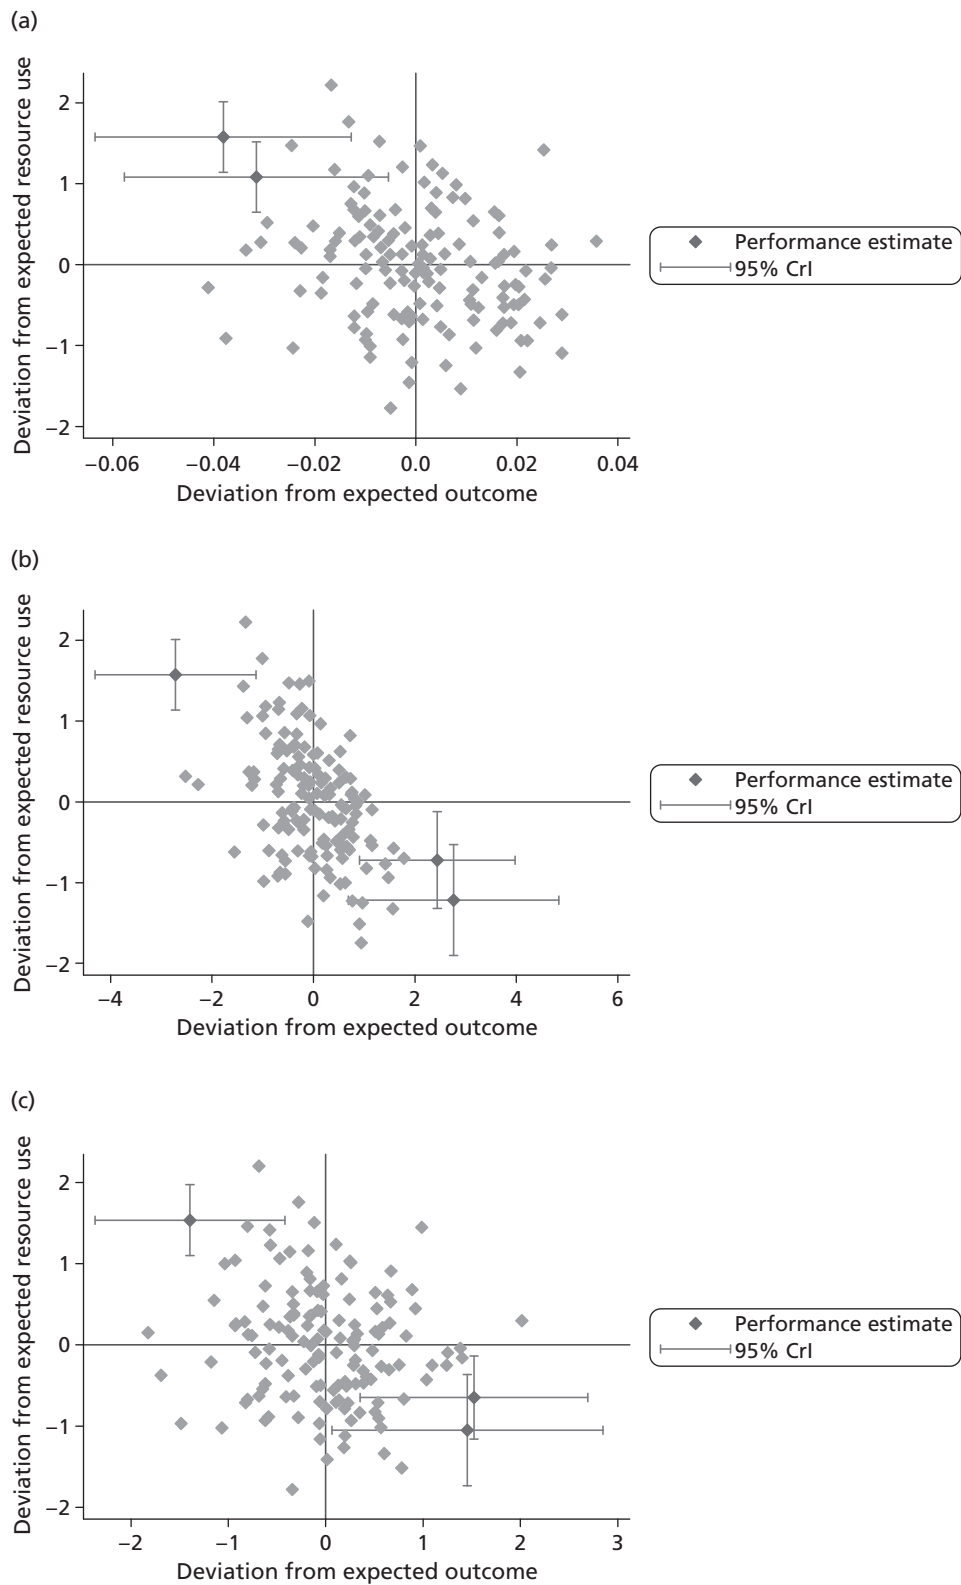 (a)
Deviation from expected resource use
2
1
0
−1
−2
−0.06
−0.04
−0.02
0.0
0.02
0.04
Deviation from expected outcome
Performance estimate
95% CrI
(b)
Deviation from expected resource use
2
1
0
−1
−2
−4
−2
0
2
4
6
Deviation from expected outcome
Performance estimate
95% CrI
(c)
Deviation from expected resource use
2
1
0
−1
−2
−2
−1
0
1
2
3
Deviation from expected outcome
Performance estimate
95% CrI